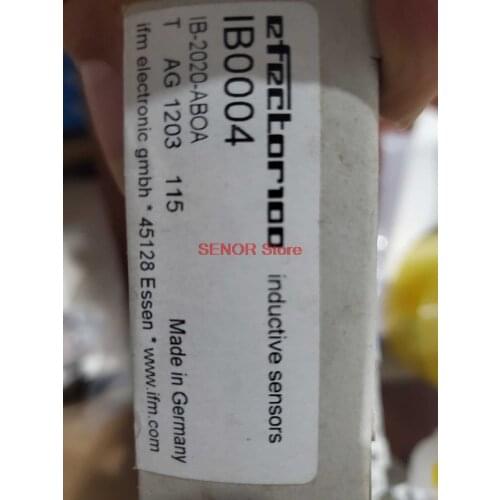 efector100 inductive sensors
IB0004
IB-2020-ABOA
T AG 1203 115 Made in Germany
ifm electronic gmbh * 45128 Essen * www.ifm.com
SENOR Store